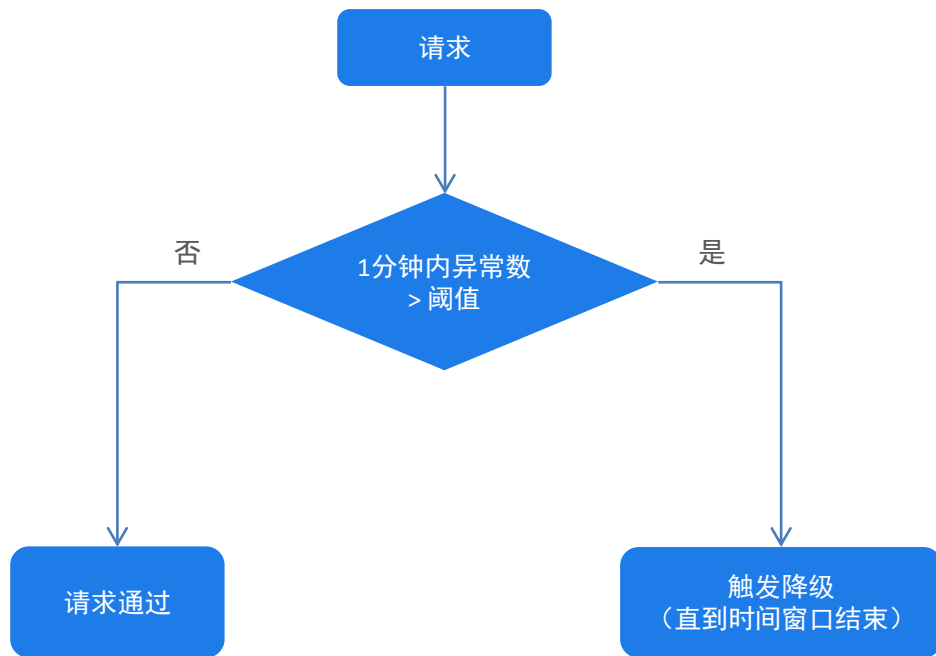 请求
否
是
1分钟内异常数
> 阈值
请求通过
触发降级
（直到时间窗口结束）